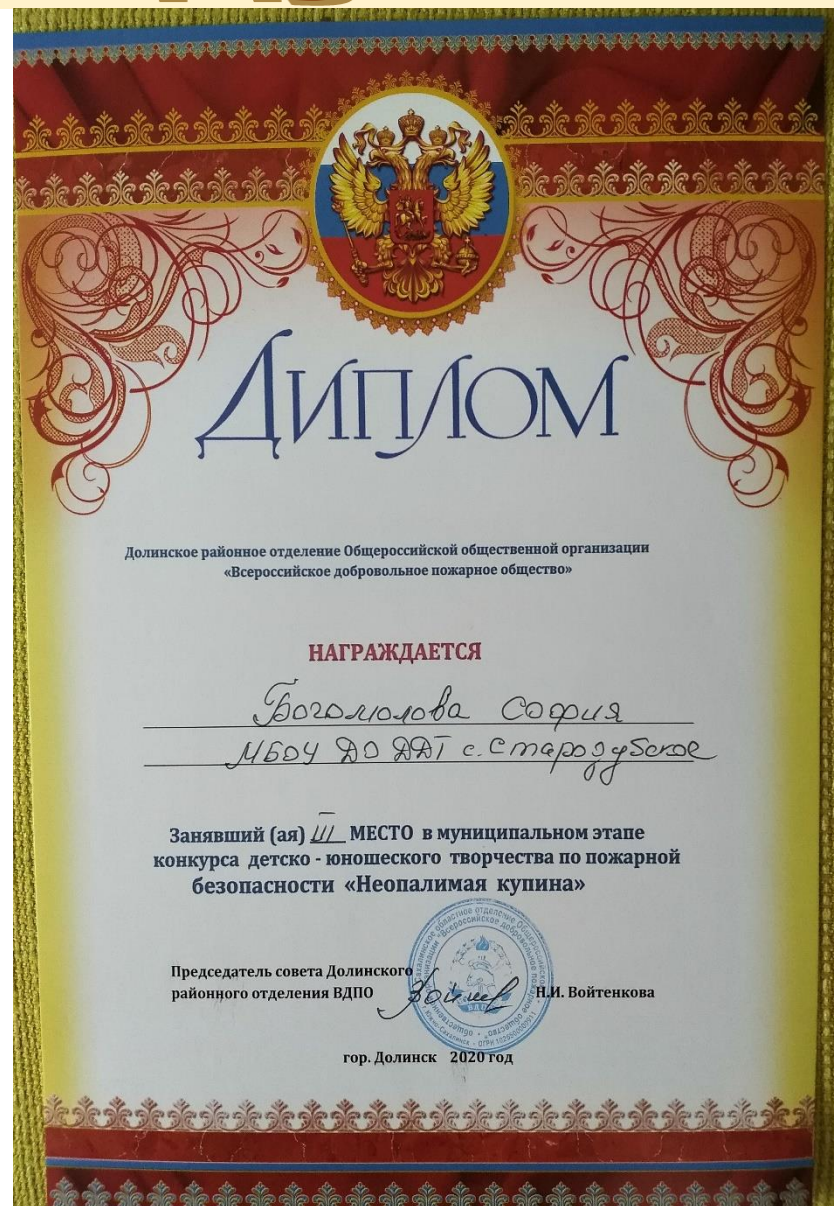 ДИПЛОМ
Долинское районное отделение Общероссийской общественной организации
«Всероссийское добровольное пожарное общество»
НАГРАЖДАЕТСЯ
Богомолова София
МБОУ ДО ДДТ с. Стародубское
Занявший (ая) III МЕСТО в муниципальном этапе
конкурса детско - юношеского творчества по пожарной
безопасности «Неопалимая купина»
Председатель совета Долинского
районного отделения ВДПО Н.И. Войтенкова
гор. Долинск 2020 год